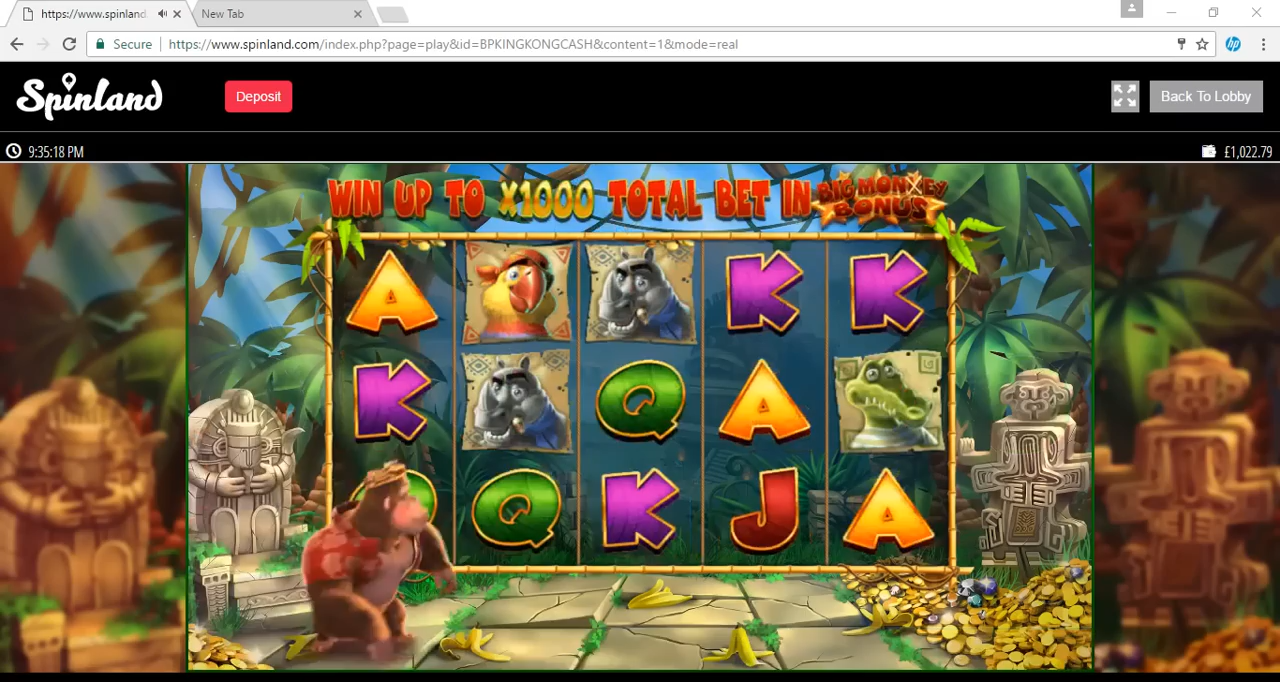 https://www.spinland.
New Tab
Secure
https://www.spinland.com/index.php?page=play&id=BPKINGKONGCASH&content=1&mode=real
hp
Spinland
Deposit
Back To Lobby
9:35:18 PM
£1,022.79
WIN UP TO X1000 TOTAL BET IN BIG MONKEY BONUS
A K K
K Q A
Q Q K J A